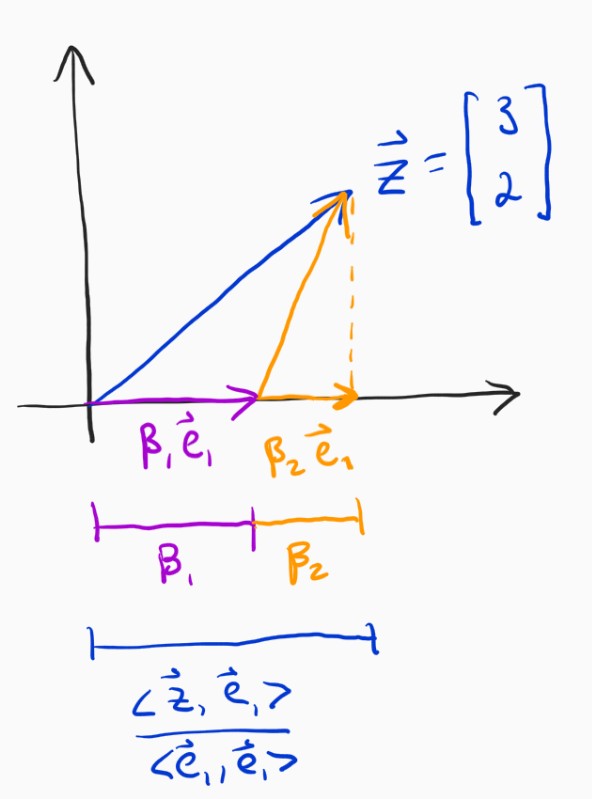 z⃗ = [3 2]
β₁e⃗₁ β₂e⃗₁
β₁ β₂
<z⃗, e⃗₁>
<e⃗₁, e⃗₁>